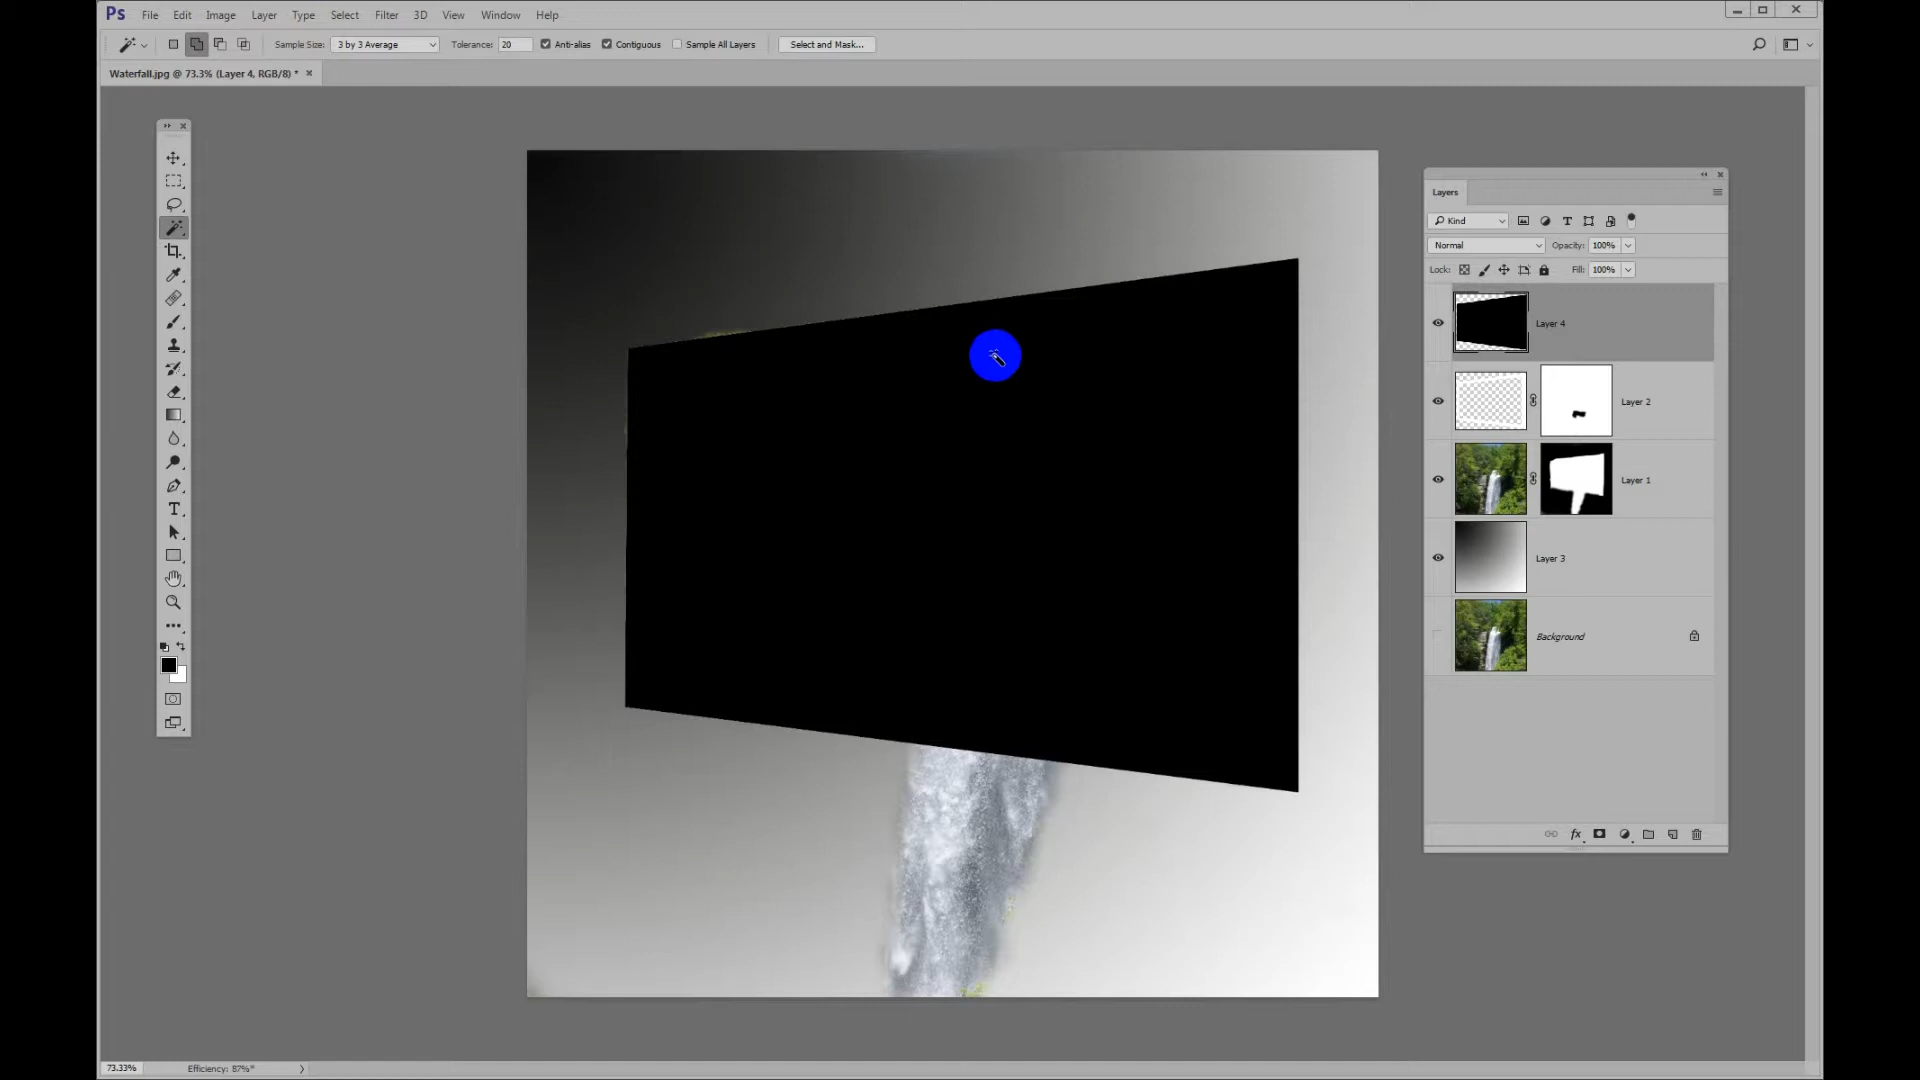 Ps File Edit Image Layer Type Select Filter 3D View Window Help
Sample Size: 3 by 3 Average Tolerance: 20 Anti-alias Contiguous Sample All Layers Select and Mask...
Waterfall.jpg @ 73.3% (Layer 4, RGB/8) *
Layers
Kind
Normal Opacity: 100%
Lock: Fill: 100%
Layer 4
Layer 2
Layer 1
Layer 3
Background
fx
73.33% Efficiency: 87%*